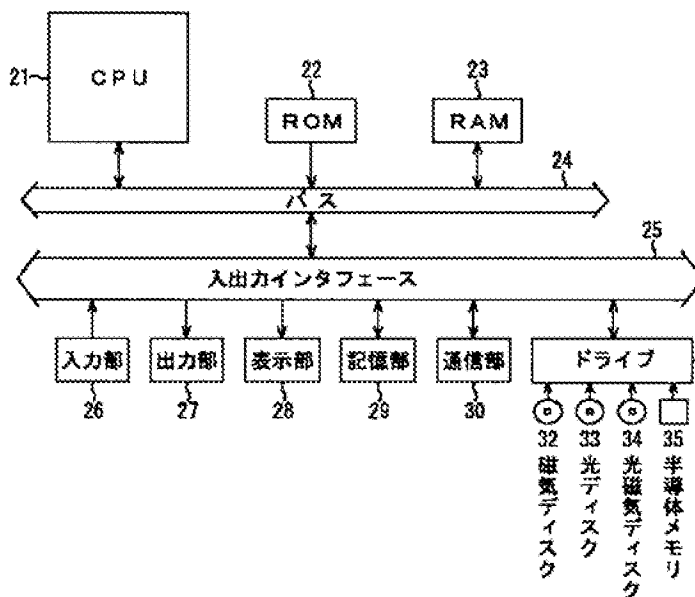 21
CPU
22
ROM
23
RAM
24
バス
25
入出力インタフェース
入力部
出力部
表示部
記憶部
通信部
ドライブ
26
27
28
29
30
32
磁気ディスク
33
光ディスク
34
光磁気ディスク
35
半導体メモリ